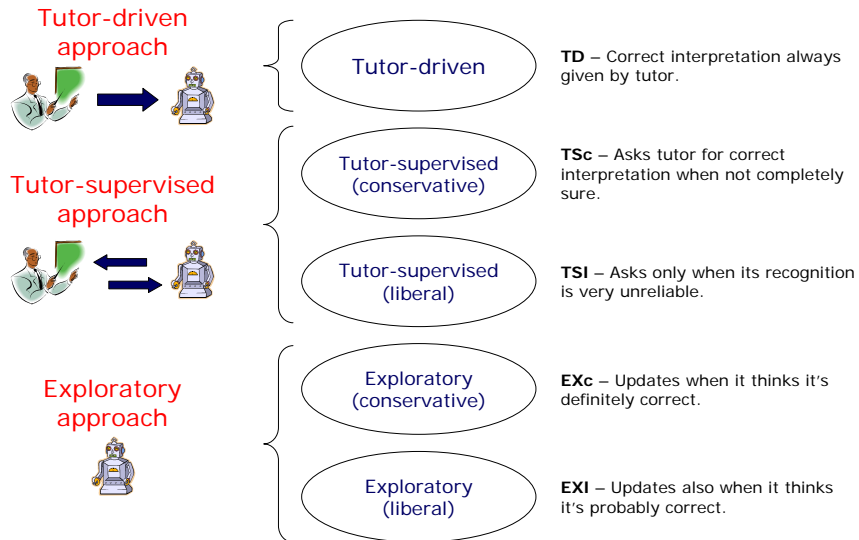 Tutor-driven
approach
Tutor-driven
TD – Correct interpretation always
given by tutor.
Tutor-supervised
approach
Tutor-supervised
(conservative)
TSc – Asks tutor for correct
interpretation when not completely
sure.
Tutor-supervised
(liberal)
TSl – Asks only when its recognition
is very unreliable.
Exploratory
approach
Exploratory
(conservative)
EXc – Updates when it thinks it's
definitely correct.
Exploratory
(liberal)
EXl – Updates also when it thinks
it's probably correct.